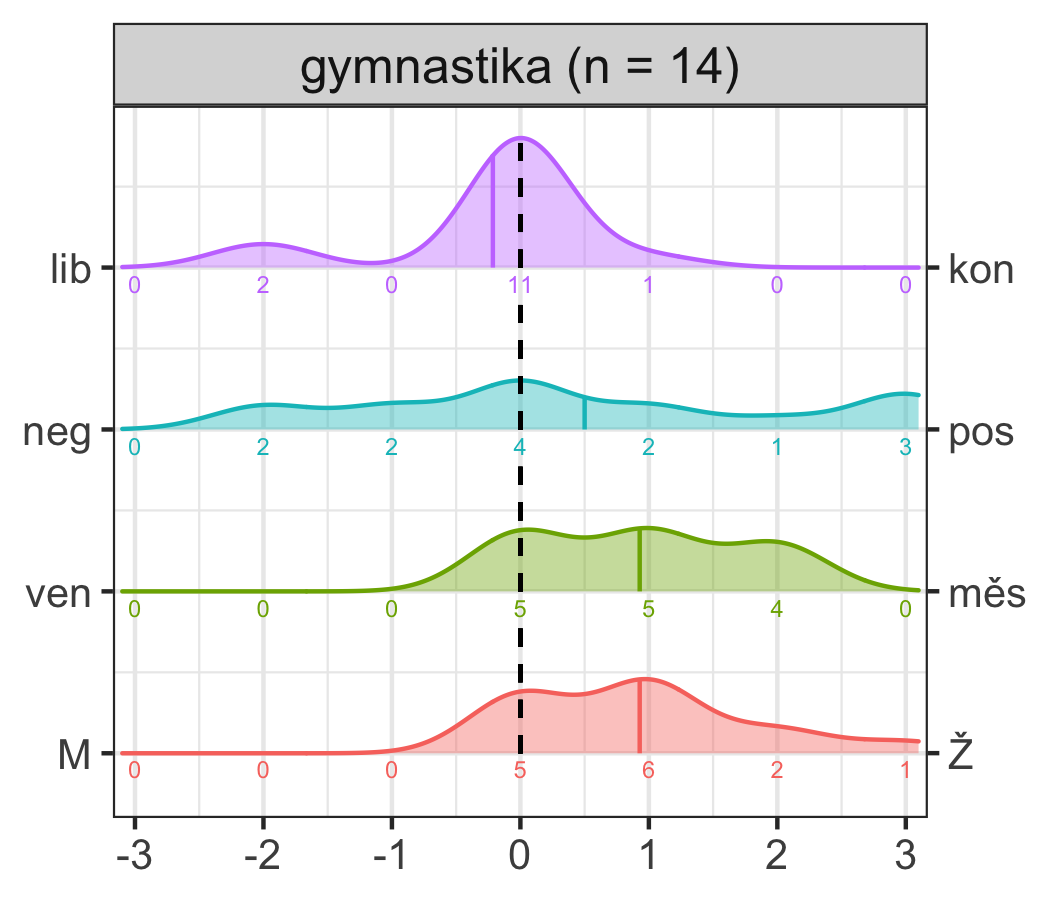 gymnastika (n = 14)
lib kon
0 2 0 11 1 0 0
neg pos
0 2 2 4 2 1 3
ven měs
0 0 0 5 5 4 0
M Ž
0 0 0 5 6 2 1
-3 -2 -1 0 1 2 3